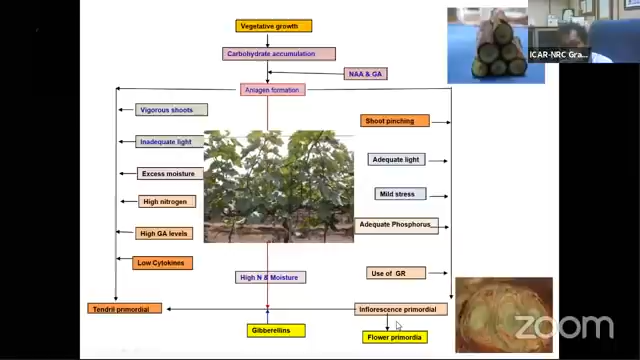 Vegetative growth
Carbohydrate accumulation
NAA & GA
Anlagen formation
Vigorous shoots
Inadequate light
Excess moisture
High nitrogen
High GA levels
Low Cytokines
Shoot pinching
Adequate light
Mild stress
Adequate Phosphorus
Use of GR
High N & Moisture
Tendril primordial
Inflorescence primordial
Gibberellins
Flower primordia
ICAR-NRC Gra...
zoom